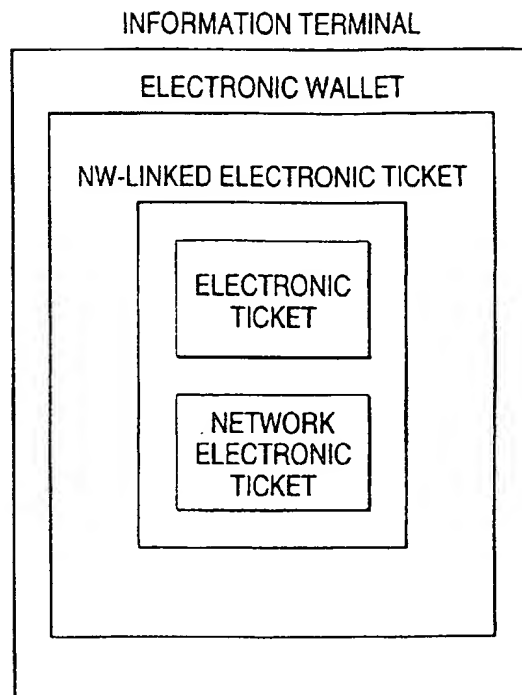 INFORMATION TERMINAL
ELECTRONIC WALLET
NW-LINKED ELECTRONIC TICKET
ELECTRONIC
TICKET
NETWORK
ELECTRONIC
TICKET